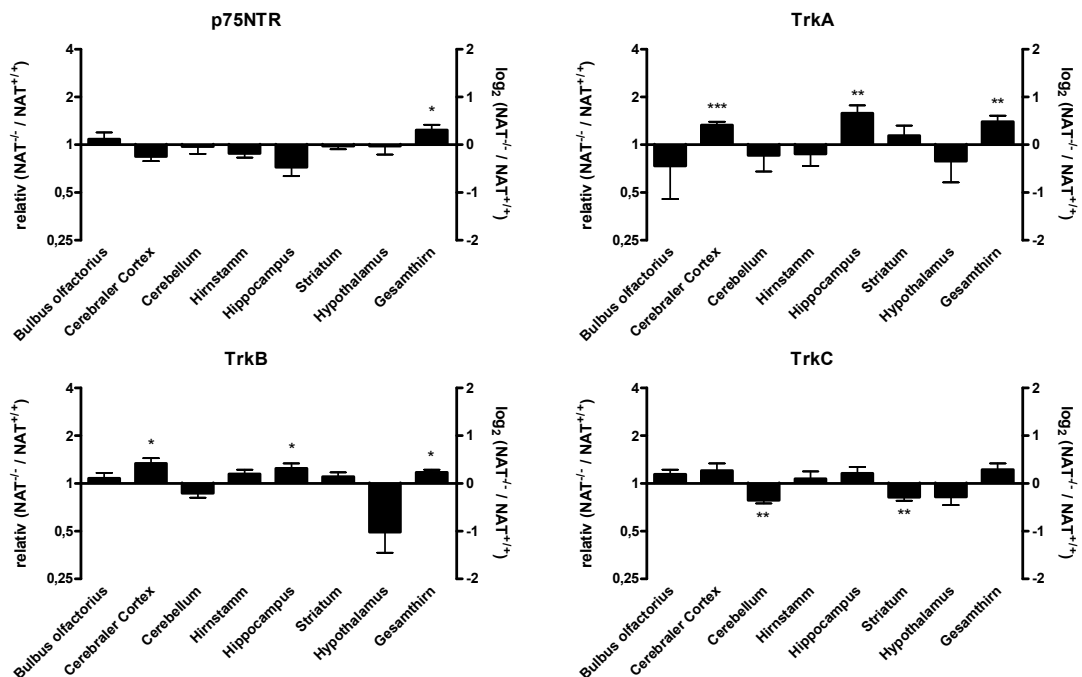 p75NTR
4
2
1
0,5
0,25
relativ (NAT-/- / NAT+/+)
2
1
0
-1
-2
log2 (NAT-/- / NAT+/+)
*
Bulbus olfactorius
Cerebraler Cortex
Cerebellum
Hirnstamm
Hippocampus
Striatum
Hypothalamus
Gesamthirn
TrkA
4
2
1
0,5
0,25
relativ (NAT-/- / NAT+/+)
2
1
0
-1
-2
log2 (NAT-/- / NAT+/+)
***
**
**
Bulbus olfactorius
Cerebraler Cortex
Cerebellum
Hirnstamm
Hippocampus
Striatum
Hypothalamus
Gesamthirn
TrkB
4
2
1
0,5
0,25
relativ (NAT-/- / NAT+/+)
2
1
0
-1
-2
log2 (NAT-/- / NAT+/+)
*
*
*
Bulbus olfactorius
Cerebraler Cortex
Cerebellum
Hirnstamm
Hippocampus
Striatum
Hypothalamus
Gesamthirn
TrkC
4
2
1
0,5
0,25
relativ (NAT-/- / NAT+/+)
2
1
0
-1
-2
log2 (NAT-/- / NAT+/+)
**
**
Bulbus olfactorius
Cerebraler Cortex
Cerebellum
Hirnstamm
Hippocampus
Striatum
Hypothalamus
Gesamthirn